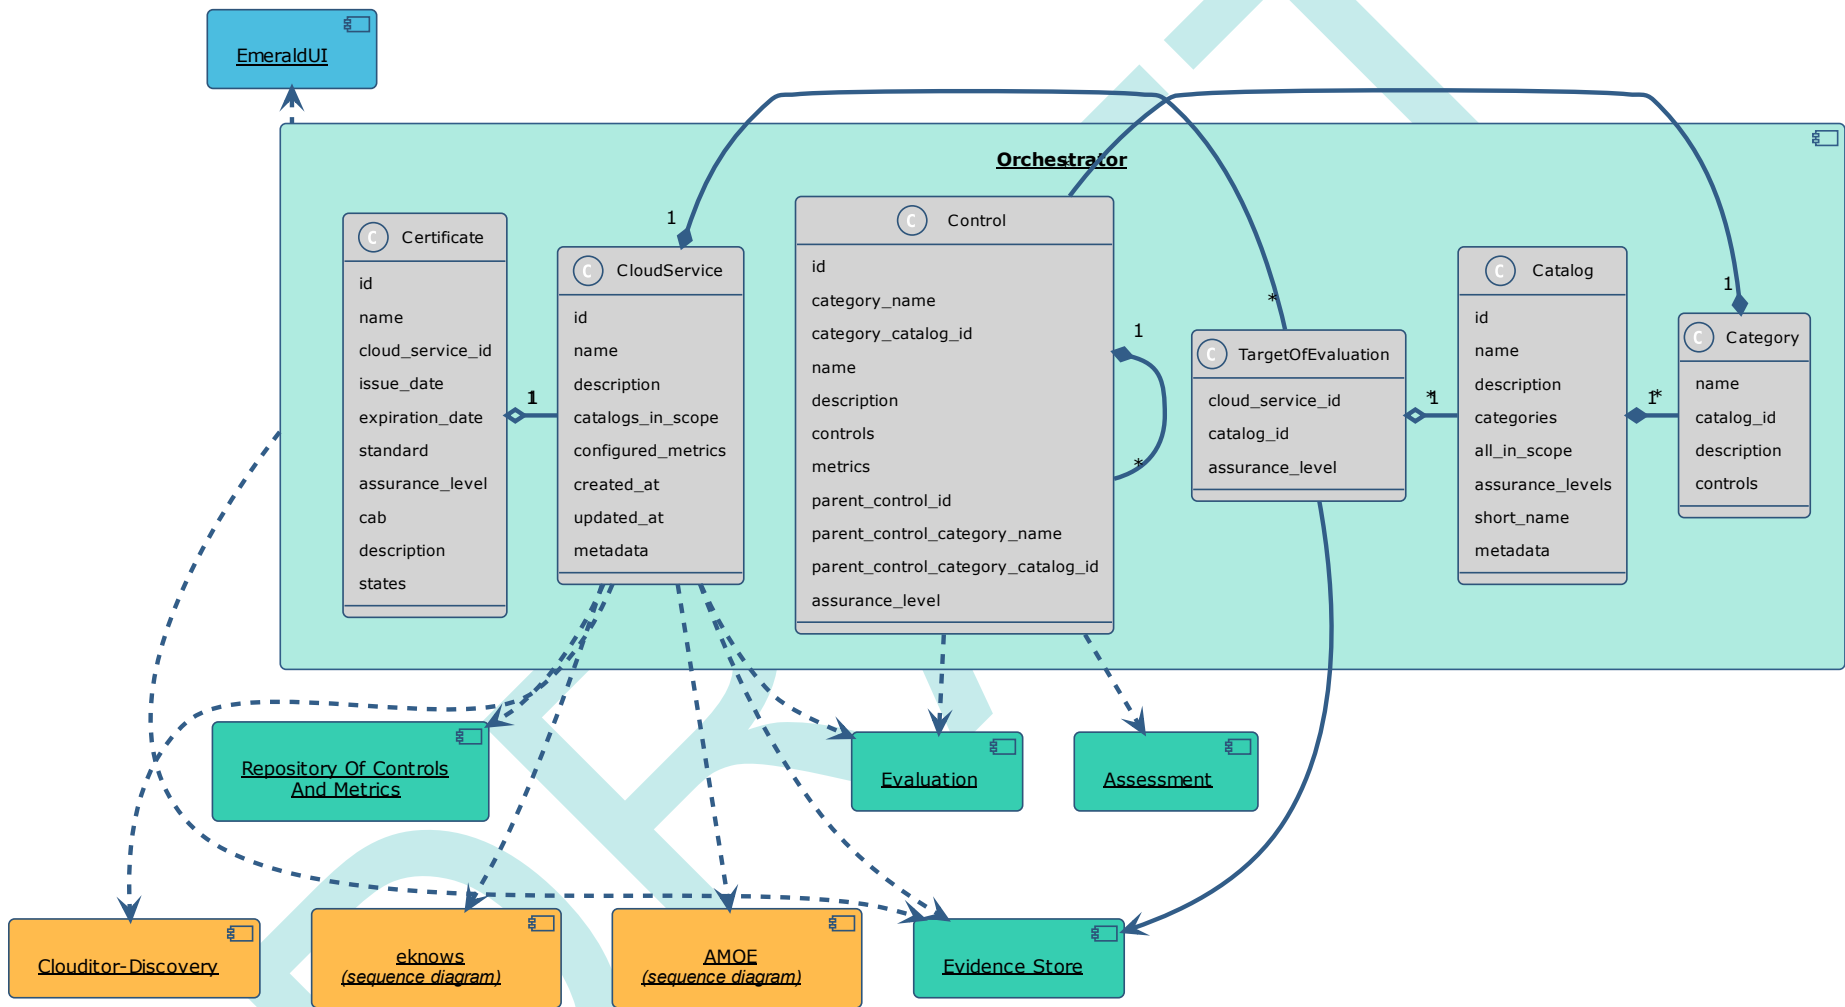 EmeraldUI
Orchestrator
C Certificate
id
name
cloud_service_id
issue_date
expiration_date
standard
assurance_level
cab
description
states
1
1
C CloudService
id
name
description
catalogs_in_scope
configured_metrics
created_at
updated_at
metadata
1
*
C Control
id
category_name
category_catalog_id
name
description
controls
metrics
parent_control_id
parent_control_category_name
parent_control_category_catalog_id
assurance_level
1
*
*
C TargetOfEvaluation
cloud_service_id
catalog_id
assurance_level
*
1
C Catalog
id
name
description
categories
all_in_scope
assurance_levels
short_name
metadata
1
*
1
C Category
name
catalog_id
description
controls
Repository Of Controls
And Metrics
Evaluation
Assessment
Clouditor-Discovery
eknows
(sequence diagram)
AMOE
(sequence diagram)
Evidence Store